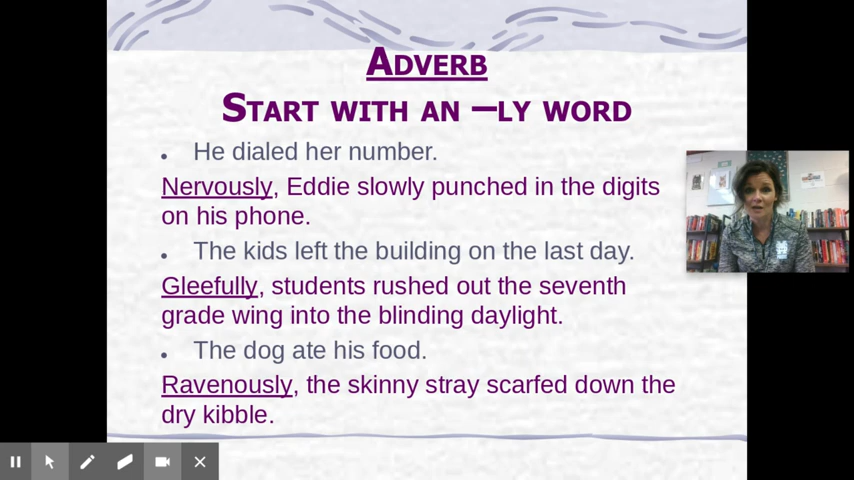 Adverb
Start with an –ly word
• He dialed her number.
Nervously, Eddie slowly punched in the digits
on his phone.
• The kids left the building on the last day.
Gleefully, students rushed out the seventh
grade wing into the blinding daylight.
• The dog ate his food.
Ravenously, the skinny stray scarfed down the
dry kibble.